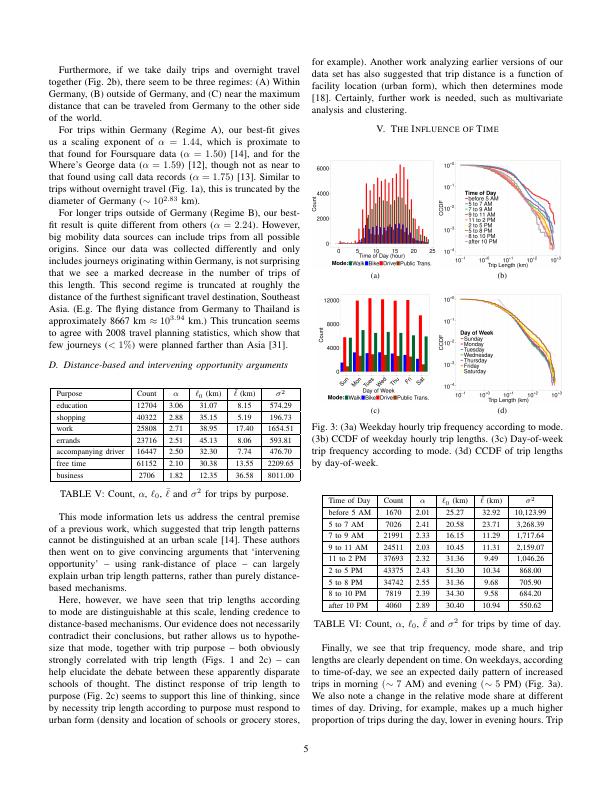 Furthermore, if we take daily trips and overnight travel
together (Fig. 2b), there seem to be three regimes: (A) Within
Germany, (B) outside of Germany, and (C) near the maximum
distance that can be traveled from Germany to the other side
of the world.
For trips within Germany (Regime A), our best-fit gives
us a scaling exponent of α = 1.44, which is proximate to
that found for Foursquare data (α = 1.50) [14], and for the
Where's George data (α = 1.59) [12], though not as near to
that found using call data records (α = 1.75) [13]. Similar to
trips without overnight travel (Fig. 1a), this is truncated by the
diameter of Germany (∼ 10^2.83 km).
For longer trips outside of Germany (Regime B), our best-
fit result is quite different from others (α = 2.24). However,
big mobility data sources can include trips from all possible
origins. Since our data was collected differently and only
includes journeys originating within Germany, is not surprising
that we see a marked decrease in the number of trips of
this length. This second regime is truncated at roughly the
distance of the furthest significant travel destination, Southeast
Asia. (E.g. The flying distance from Germany to Thailand is
approximately 8667 km ≈ 10^3.94 km.) This truncation seems
to agree with 2008 travel planning statistics, which show that
few journeys (< 1%) were planned farther than Asia [31].
D. Distance-based and intervening opportunity arguments
Purpose Count α ℓ0 (km) ℓ̄ (km) σ²
education 12704 3.06 31.07 8.15 574.29
shopping 40322 2.88 35.15 5.19 196.73
work 25808 2.71 38.95 17.40 1654.51
errands 23716 2.51 45.13 8.06 593.81
accompanying driver 16447 2.50 32.30 7.74 476.70
free time 61152 2.10 30.38 13.55 2209.65
business 2706 1.82 12.35 36.58 8011.00
TABLE V: Count, α, ℓ0, ℓ̄ and σ² for trips by purpose.
This mode information lets us address the central premise
of a previous work, which suggested that trip length patterns
cannot be distinguished at an urban scale [14]. These authors
then went on to give convincing arguments that 'intervening
opportunity' – using rank-distance of place – can largely
explain urban trip length patterns, rather than purely distance-
based mechanisms.
Here, however, we have seen that trip lengths according
to mode are distinguishable at this scale, lending credence to
distance-based mechanisms. Our evidence does not necessarily
contradict their conclusions, but rather allows us to hypothe-
size that mode, together with trip purpose – both obviously
strongly correlated with trip length (Figs. 1 and 2c) – can
help elucidate the debate between these apparently disparate
schools of thought. The distinct response of trip length to
purpose (Fig. 2c) seems to support this line of thinking, since
by necessity trip length according to purpose must respond to
urban form (density and location of schools or grocery stores,
for example). Another work analyzing earlier versions of our
data set has also suggested that trip distance is a function of
facility location (urban form), which then determines mode
[18]. Certainly, further work is needed, such as multivariate
analysis and clustering.
V. THE INFLUENCE OF TIME
6000
4000
2000
0
Count
0 5 10 15 20 25
Time of Day (hour)
Mode: Walk Bike Drive Public Trans.
(a)
10^-0
10^-1
10^-2
10^-3
10^-4
CCDF
Time of Day
before 5 AM
5 to 7 AM
7 to 9 AM
9 to 11 AM
11 to 2 PM
2 to 5 PM
5 to 8 PM
8 to 10 PM
after 10 PM
10^-1 10^-0 10^1 10^2 10^3
Trip Length (km)
(b)
12000
8000
4000
0
Count
Sun Mon Tues Wed Thu Fri Sat
Mode: Walk Bike Drive Public Trans.
(c)
10^-0
10^-1
10^-2
10^-3
10^-4
CCDF
Day of Week
Sunday
Monday
Tuesday
Wednesday
Thursday
Friday
Saturday
10^-1 10^-0 10^1 10^2 10^3
Trip Length (km)
(d)
Fig. 3: (3a) Weekday hourly trip frequency according to mode.
(3b) CCDF of weekday hourly trip lengths. (3c) Day-of-week
trip frequency according to mode. (3d) CCDF of trip lengths
by day-of-week.
Time of Day Count α ℓ0 (km) ℓ̄ (km) σ²
before 5 AM 1670 2.01 25.27 32.92 10,123.99
5 to 7 AM 7026 2.41 20.58 23.71 3,268.39
7 to 9 AM 21991 2.33 16.15 11.29 1,717.64
9 to 11 AM 24511 2.03 10.45 11.31 2,159.07
11 to 2 PM 37693 2.32 31.36 9.49 1,046.26
2 to 5 PM 43375 2.43 51.30 10.34 868.00
5 to 8 PM 34742 2.55 31.36 9.68 705.90
8 to 10 PM 7819 2.39 34.30 9.58 684.20
after 10 PM 4060 2.89 30.40 10.94 550.62
TABLE VI: Count, α, ℓ0, ℓ̄ and σ² for trips by time of day.
Finally, we see that trip frequency, mode share, and trip
lengths are clearly dependent on time. On weekdays, according
to time-of-day, we see an expected daily pattern of increased
trips in morning (∼ 7 AM) and evening (∼ 5 PM) (Fig. 3a).
We also note a change in the relative mode share at different
times of day. Driving, for example, makes up a much higher
proportion of trips during the day, lower in evening hours. Trip
5